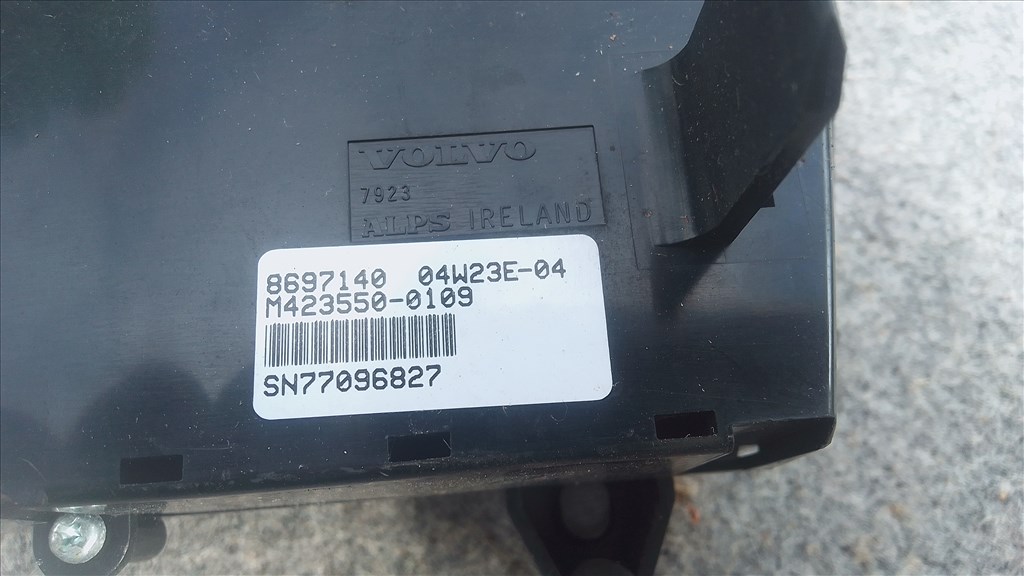 VOLVO
7923
ALPS IRELAND
8697140 04W23E-04
M423550-0109
SN77096827